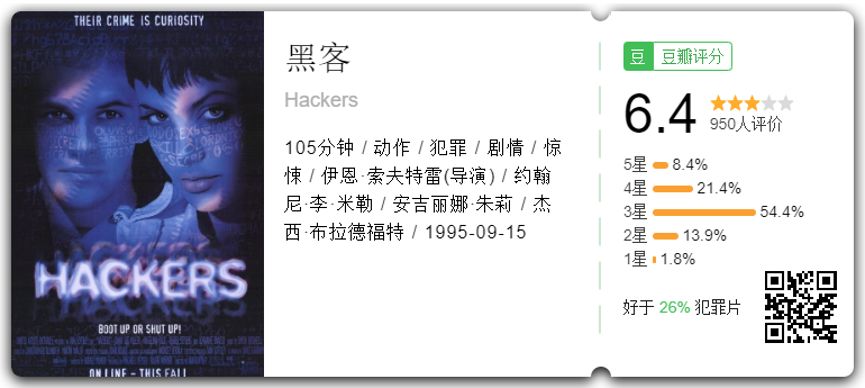 THEIR CRIME IS CURIOSITY
HACKERS
BOOT UP OR SHUT UP!
ON LINE - THIS FALL
黑客
Hackers
105分钟 / 动作 / 犯罪 / 剧情 / 惊
悚 / 伊恩·索夫特雷(导演) / 约翰
尼·李·米勒 / 安吉丽娜·朱莉 / 杰
西·布拉德福特 / 1995-09-15
豆 豆瓣评分
6.4
950人评价
5星 8.4%
4星 21.4%
3星 54.4%
2星 13.9%
1星 1.8%
好于 26% 犯罪片